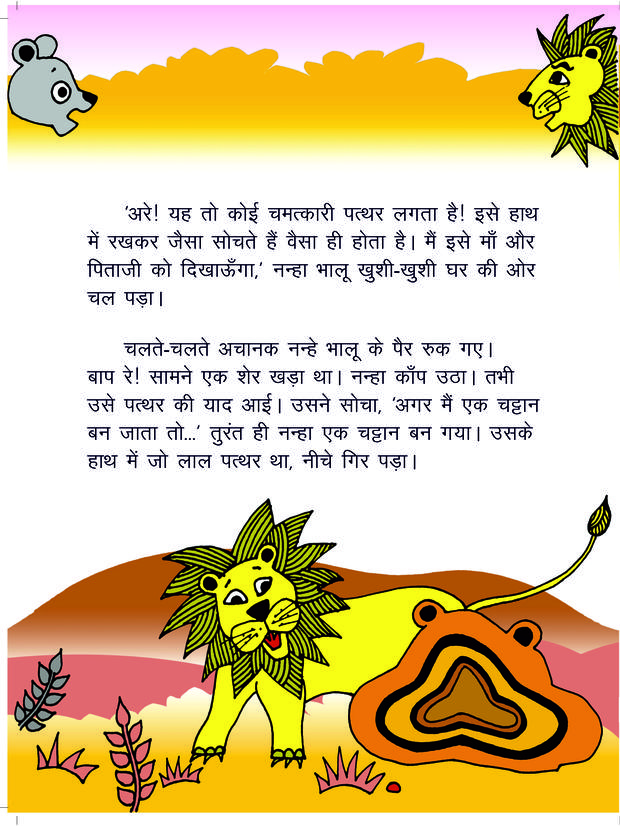 'अरे! यह तो कोई चमत्कारी पत्थर लगता है! इसे हाथ
में रखकर जैसा सोचते हैं वैसा ही होता है। मैं इसे माँ और
पिताजी को दिखाऊँगा,' नन्हा भालू खुशी-खुशी घर की ओर
चल पड़ा।
चलते-चलते अचानक नन्हे भालू के पैर रुक गए।
बाप रे! सामने एक शेर खड़ा था। नन्हा काँप उठा। तभी
उसे पत्थर की याद आई। उसने सोचा, 'अगर मैं एक चट्टान
बन जाता तो...' तुरंत ही नन्हा एक चट्टान बन गया। उसके
हाथ में जो लाल पत्थर था, नीचे गिर पड़ा।